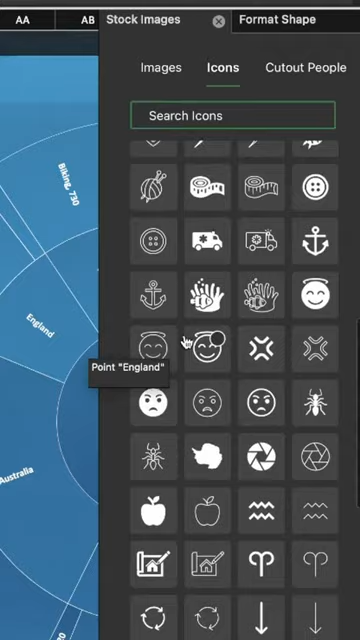 AA
AB
Stock Images
Format Shape
Images
Icons
Cutout People
Search Icons
Biking, 730
England
Point "England"
Australia